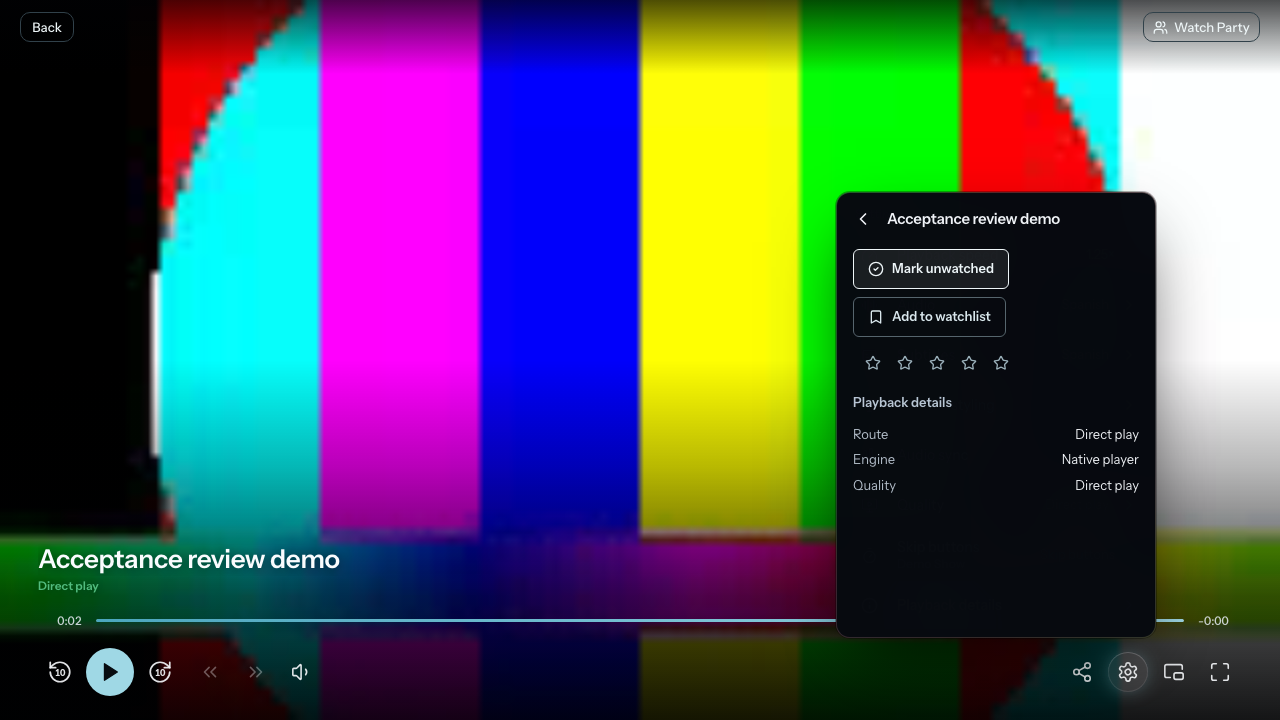 Back
Watch Party
Acceptance review demo
Mark unwatched
Add to watchlist
Playback details
Route Direct play
Engine Native player
Quality Direct play
Acceptance review demo
Direct play
0:02 -0:00
10 10